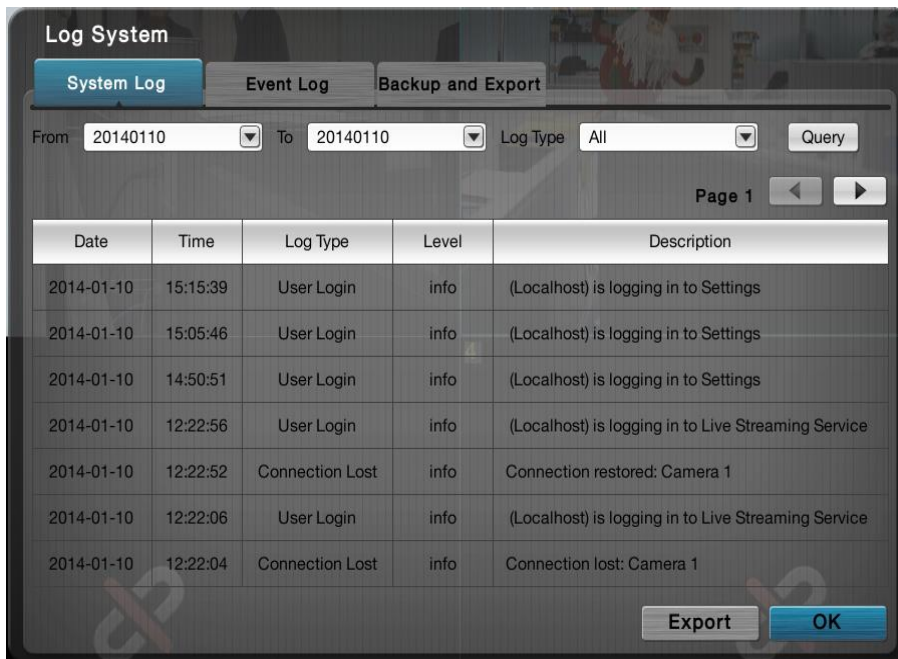 Log System
System Log Event Log Backup and Export
From 20140110 To 20140110 Log Type All Query
Page 1
Date Time Log Type Level Description
2014-01-10 15:15:39 User Login info (Localhost) is logging in to Settings
2014-01-10 15:05:46 User Login info (Localhost) is logging in to Settings
4
2014-01-10 14:50:51 User Login info (Localhost) is logging in to Settings
2014-01-10 12:22:56 User Login info (Localhost) is logging in to Live Streaming Service
2014-01-10 12:22:52 Connection Lost info Connection restored: Camera 1
2014-01-10 12:22:06 User Login info (Localhost) is logging in to Live Streaming Service
2014-01-10 12:22:04 Connection Lost info Connection lost: Camera 1
Export OK